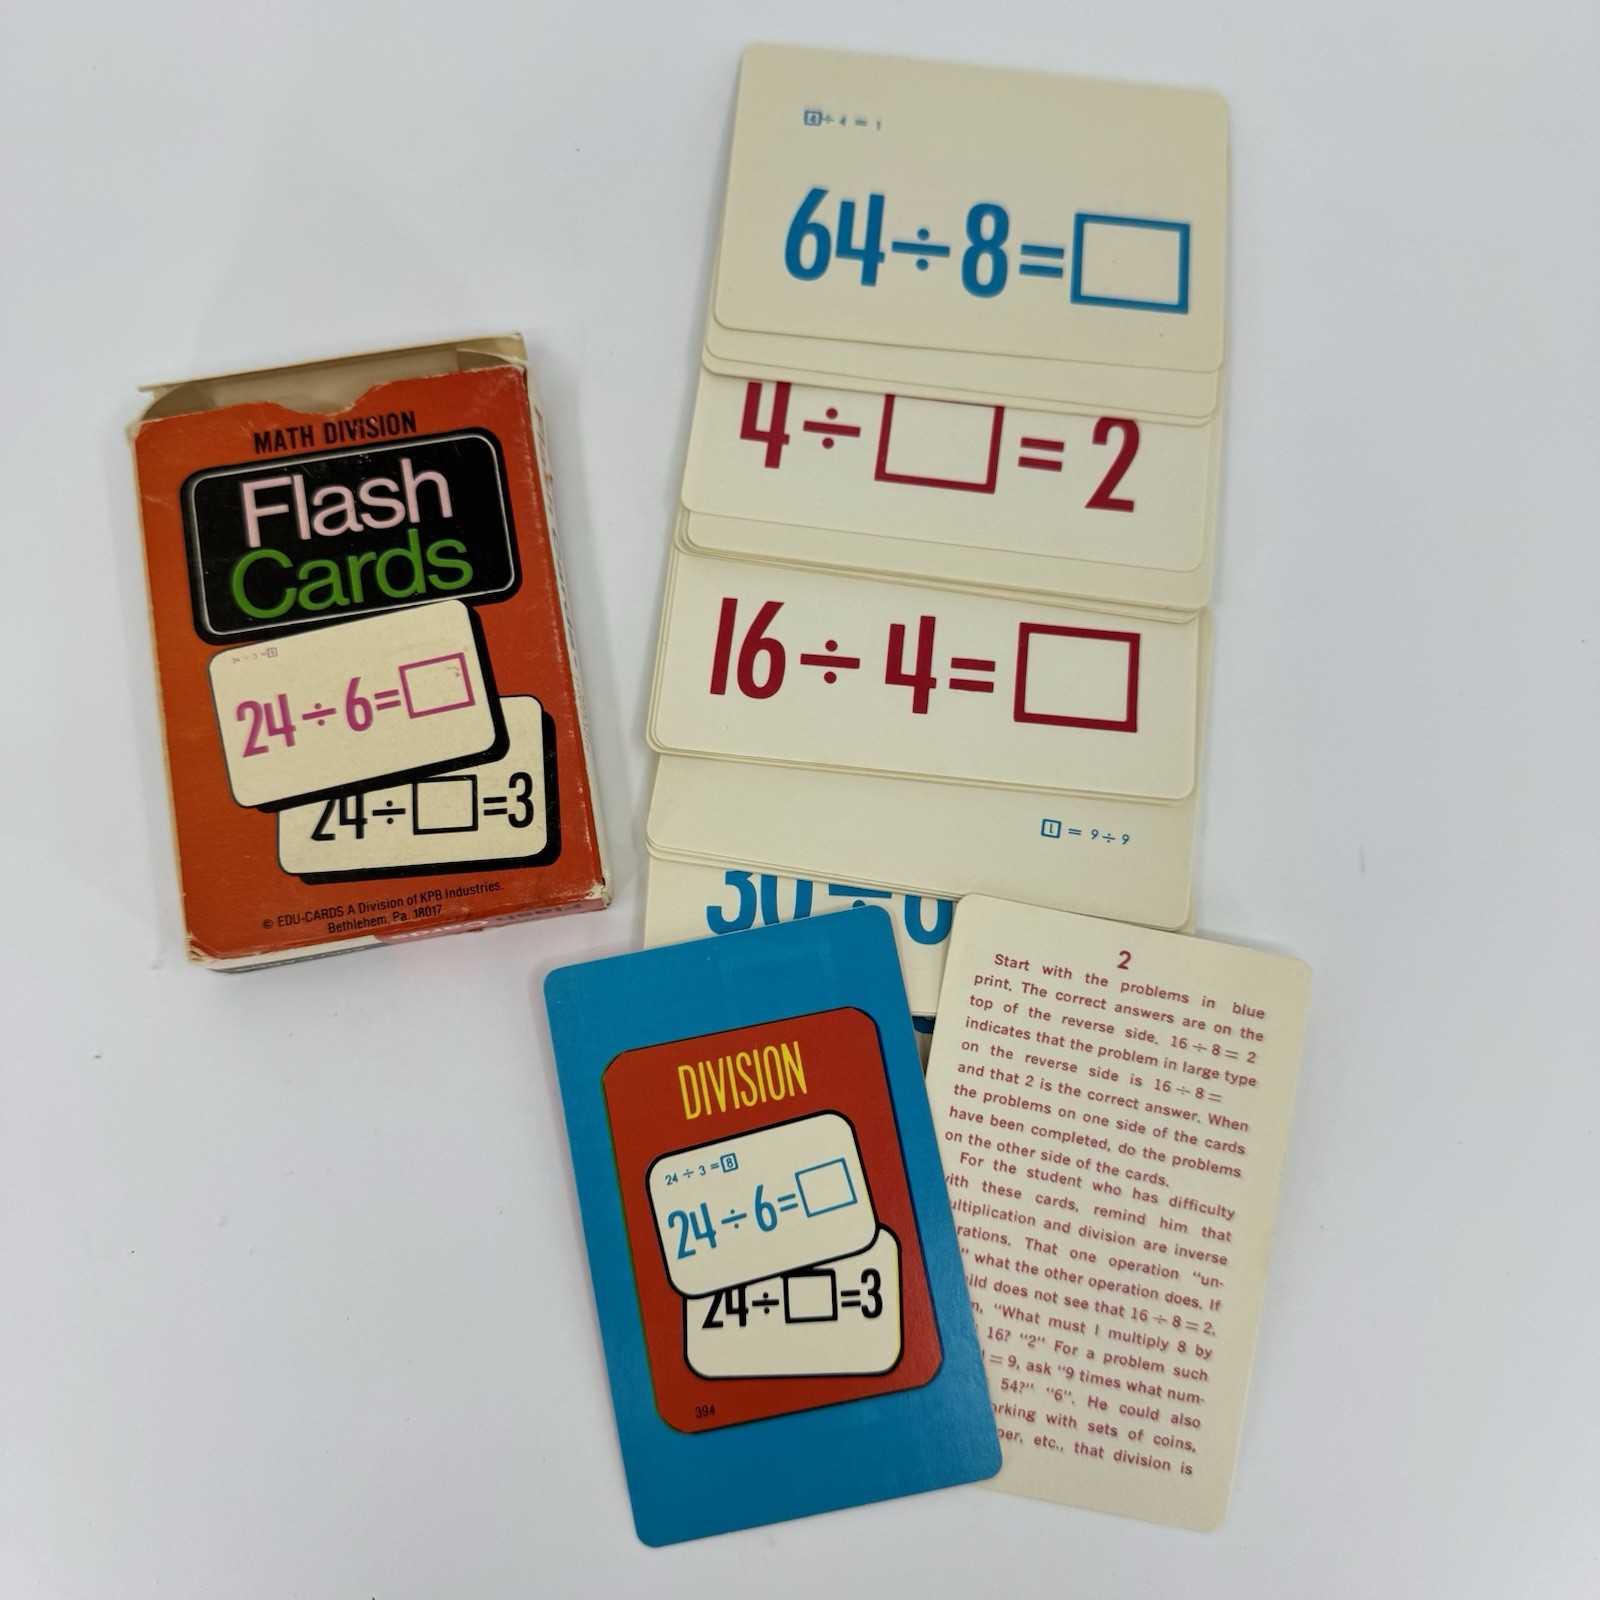 MATH DIVISION
Flash
Cards
24 ÷ 6 = □
24 ÷ □ = 3
© EDU-CARDS A Division of KPB Industries.
Bethlehem, Pa. 18017
4 ÷ 4 = 1
64 ÷ 8 = □
4 ÷ □ = 2
16 ÷ 4 = □
1 = 9 ÷ 9
30 ÷ 6
DIVISION
24 ÷ 3 = 8
24 ÷ 6 = □
24 ÷ □ = 3
394
2
Start with the problems in blue
print. The correct answers are on the
top of the reverse side. 16 ÷ 8 = 2
indicates that the problem in large type
on the reverse side is 16 ÷ 8 =
and that 2 is the correct answer. When
the problems on one side of the cards
have been completed, do the problems
on the other side of the cards.
For the student who has difficulty
with these cards, remind him that
multiplication and division are inverse
That one operation "un-
" what the other operation does. If
does not see that 16 ÷ 8 = 2,
"What must I multiply 8 by
16? "2" For a problem such
= 9, ask "9 times what num-
54?" "6". He could also
with sets of coins,
etc., that division is